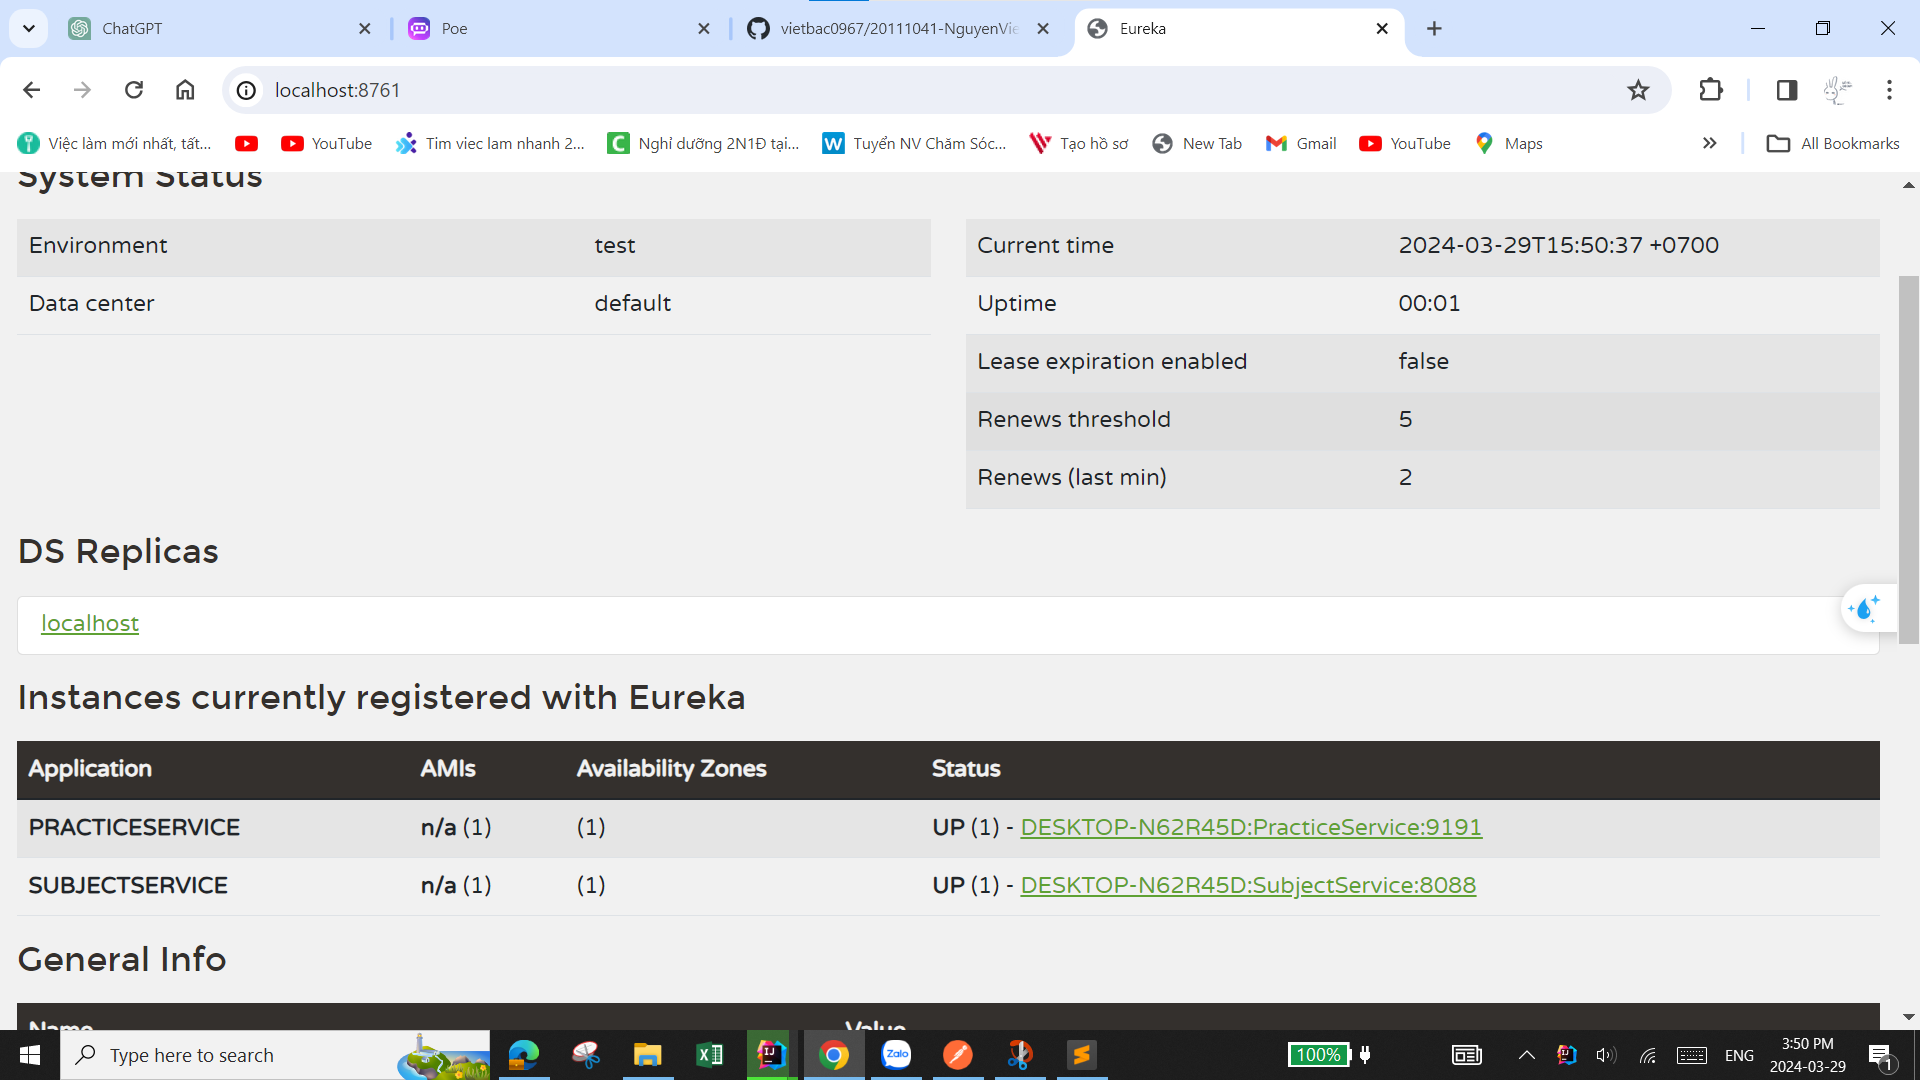 ChatGPT
Poe
vietbac0967/20111041-NguyenVie
Eureka
localhost:8761
Việc làm mới nhất, tất...
YouTube
Tim viec lam nhanh 2...
Nghỉ dưỡng 2N1Đ tại...
Tuyển NV Chăm Sóc...
Tạo hồ sơ
New Tab
Gmail
YouTube
Maps
All Bookmarks
System Status
Environment test
Data center default
Current time 2024-03-29T15:50:37 +0700
Uptime 00:01
Lease expiration enabled false
Renews threshold 5
Renews (last min) 2
DS Replicas
localhost
Instances currently registered with Eureka
Application AMIs Availability Zones Status
PRACTICESERVICE n/a (1) (1) UP (1) - DESKTOP-N62R45D:PracticeService:9191
SUBJECTSERVICE n/a (1) (1) UP (1) - DESKTOP-N62R45D:SubjectService:8088
General Info
Name Value
Type here to search
Zalo
100%
ENG
3:50 PM
2024-03-29
1